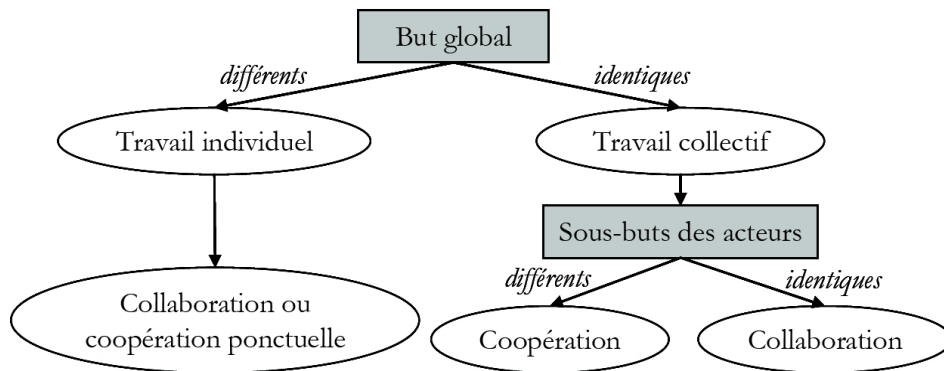 But global
différents
identiques
Travail individuel
Travail collectif
Sous-buts des acteurs
différents
identiques
Collaboration ou
coopération ponctuelle
Coopération
Collaboration